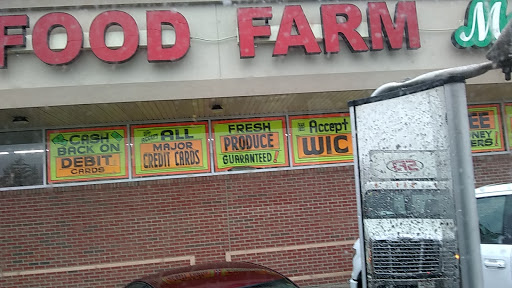 FOOD FARM M
CASH
BACK ON
DEBIT
CARDS
ALL
MAJOR
CREDIT CARDS
FRESH
PRODUCE
GUARANTEED!
Accept
WIC